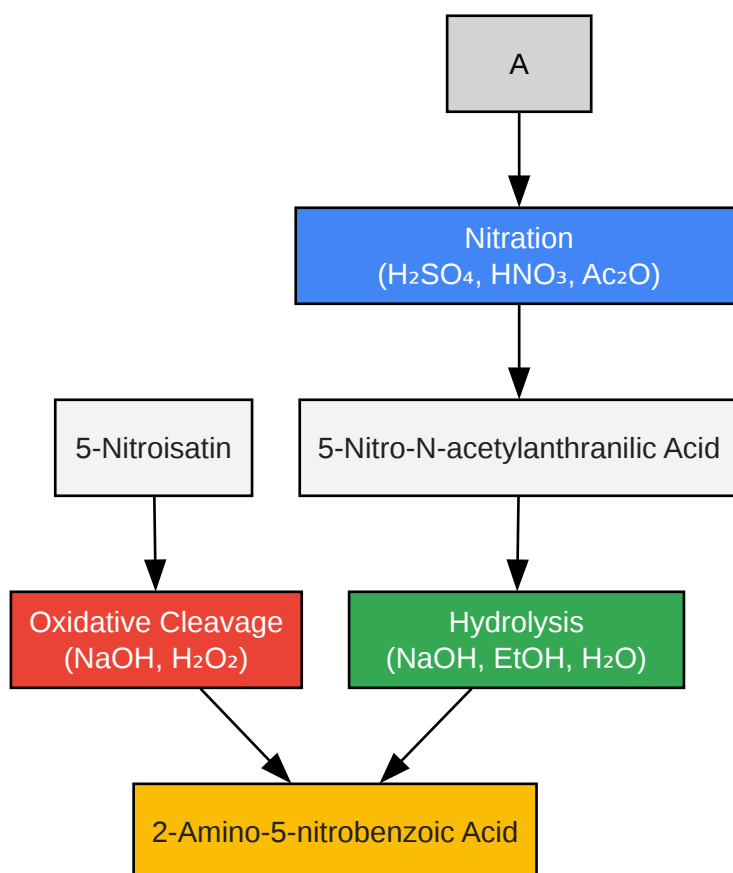 A
Nitration
(H₂SO₄, HNO₃, Ac₂O)
5-Nitroisatin
5-Nitro-N-acetylanthranilic Acid
Oxidative Cleavage
(NaOH, H₂O₂)
Hydrolysis
(NaOH, EtOH, H₂O)
2-Amino-5-nitrobenzoic Acid